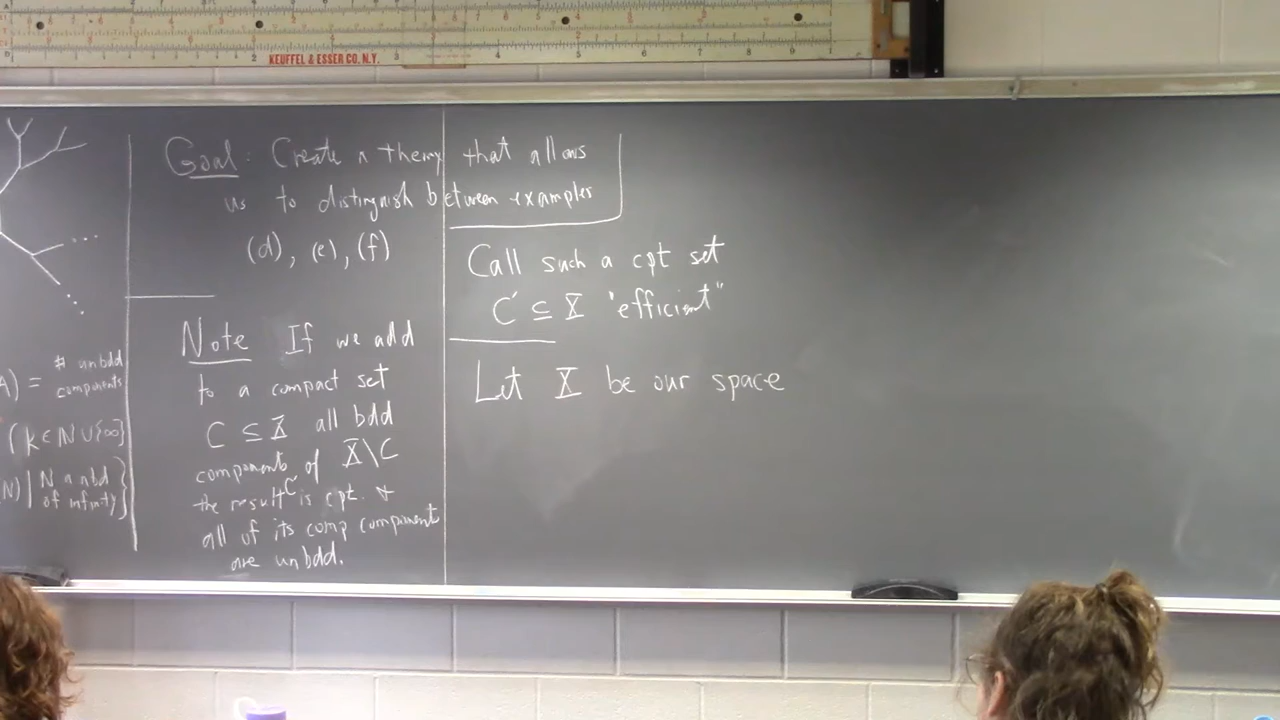 KEUFFEL & ESSER CO. N.Y.
A) = # unbdd components
(k ∈ N ∪ {∞}
N) | N a nbd of infinity}
Goal: Create a theory that allows
us to distinguish between examples
(d), (e), (f)
Note If we add
to a compact set
C ⊆ X all bdd
components of X\C
the result C' is cpt. &
all of its comp component
are unbdd.
Call such a cpt set
C' ⊆ X "efficient"
Let X be our space